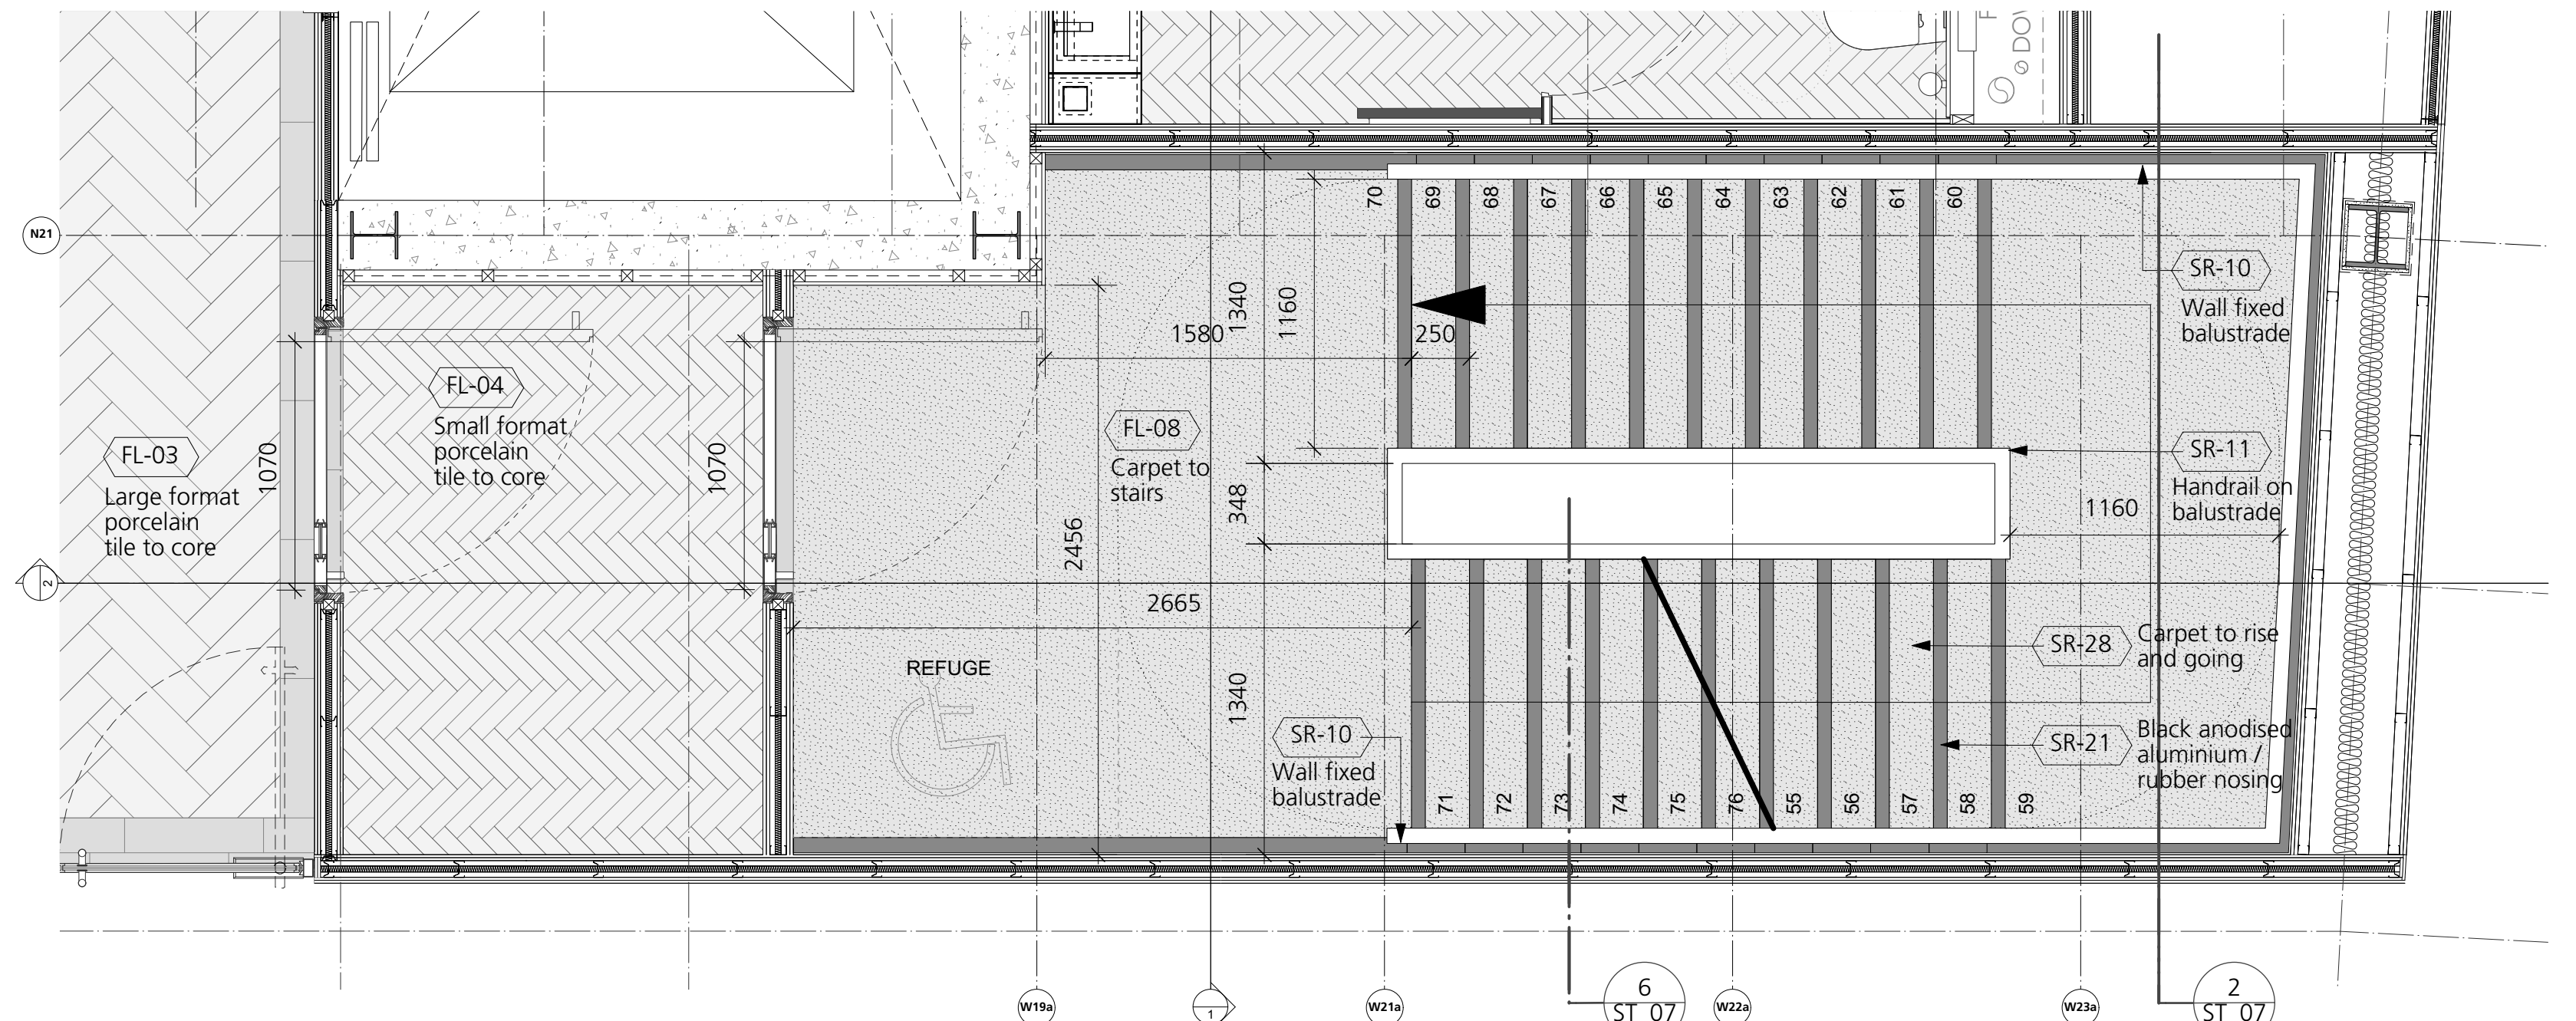 DOW
N21
70
69
68
67
66
65
64
63
62
61
60
SR-10
Wall fixed
balustrade
1340
1160
1580
250
FL-04
Small format
porcelain
tile to core
FL-03
Large format
porcelain
tile to core
1070
1070
FL-08
Carpet to
stairs
SR-11
Handrail on
balustrade
1160
348
2456
2
2665
REFUGE
SR-28
Carpet to rise
and going
1340
SR-10
Wall fixed
balustrade
SR-21
Black anodised
aluminium /
rubber nosing
71
72
73
74
75
76
55
56
57
58
59
W19a
1
W21a
6
ST_07
W22a
W23a
2
ST_07